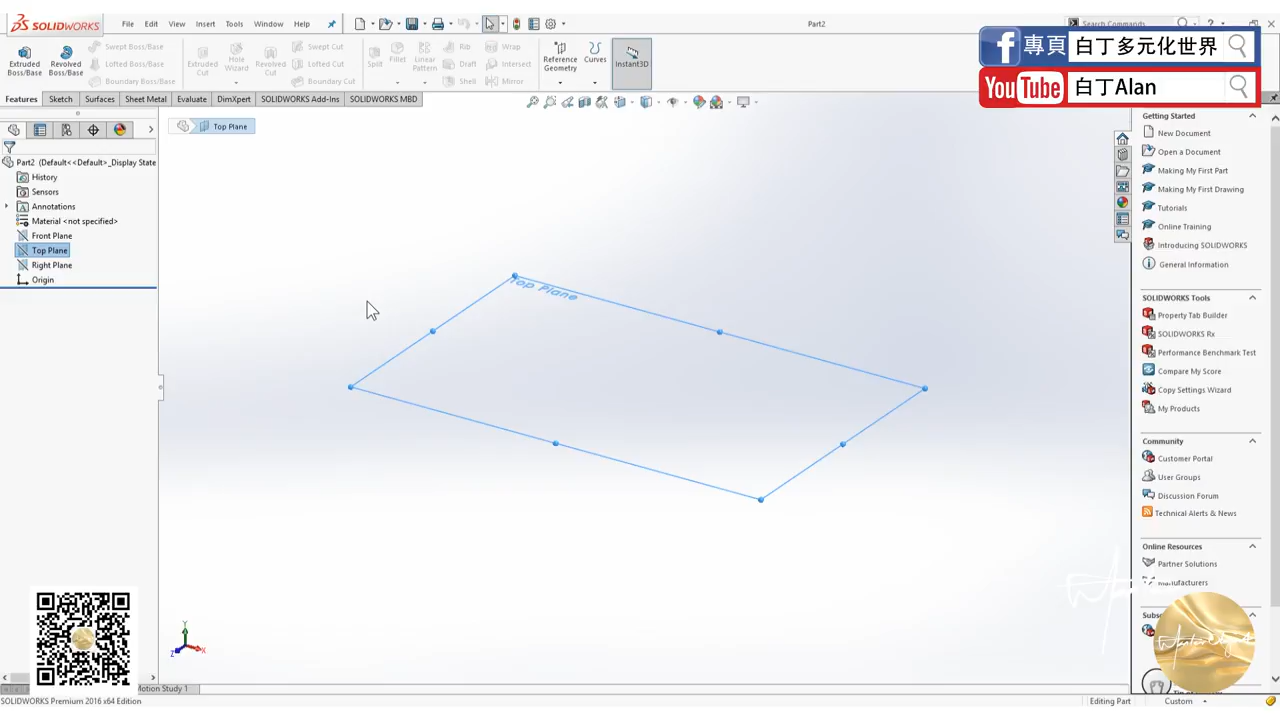 SOLIDWORKS File Edit View Insert Tools Window Help Part2 Search Commands
Extruded Boss/Base
Revolved Boss/Base
Swept Boss/Base
Lofted Boss/Base
Boundary Boss/Base
Extruded Cut
Hole Wizard
Revolved Cut
Swept Cut
Lofted Cut
Boundary Cut
Split
Fillet
Linear Pattern
Rib
Draft
Shell
Wrap
Intersect
Mirror
Reference Geometry
Curves
Instant3D
f 專頁 白丁多元化世界
YouTube 白丁Alan
Features Sketch Surfaces Sheet Metal Evaluate DimXpert SOLIDWORKS Add-Ins SOLIDWORKS MBD
Top Plane
Part2 (Default<<Default>_Display State
History
Sensors
Annotations
Material <not specified>
Front Plane
Top Plane
Right Plane
Origin
Top Plane
Y
Z
X
Getting Started
New Document
Open a Document
Making My First Part
Making My First Drawing
Tutorials
Online Training
Introducing SOLIDWORKS
General Information
SOLIDWORKS Tools
Property Tab Builder
SOLIDWORKS Rx
Performance Benchmark Test
Compare My Score
Copy Settings Wizard
My Products
Community
Customer Portal
User Groups
Discussion Forum
Technical Alerts & News
Online Resources
Partner Solutions
Manufacturers
Motion Study 1
SOLIDWORKS Premium 2016 x64 Edition Editing Part Custom